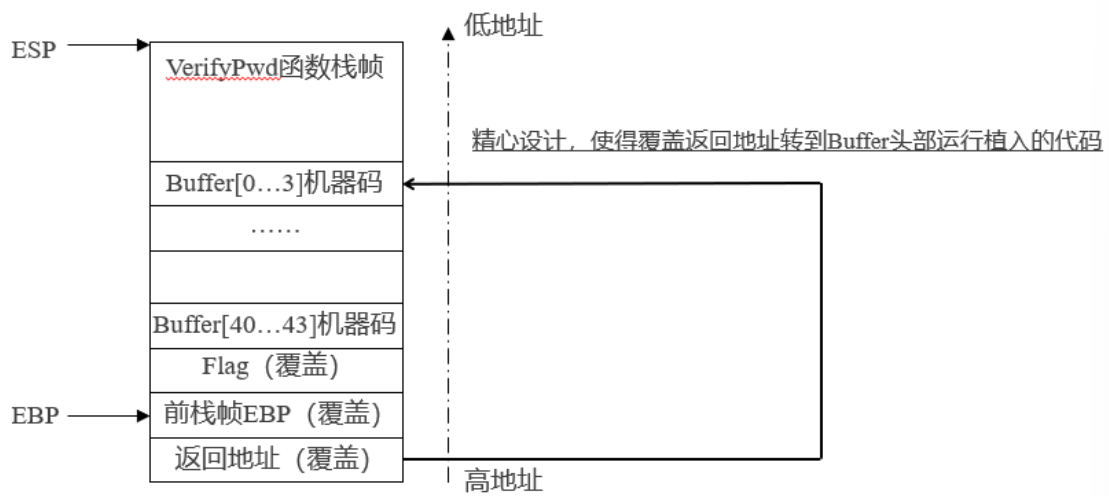 低地址
ESP
VerifyPwd函数栈帧
精心设计，使得覆盖返回地址转到Buffer头部运行植入的代码
Buffer[0…3]机器码
……
Buffer[40…43]机器码
Flag（覆盖）
EBP
前栈帧EBP（覆盖）
返回地址（覆盖）
高地址